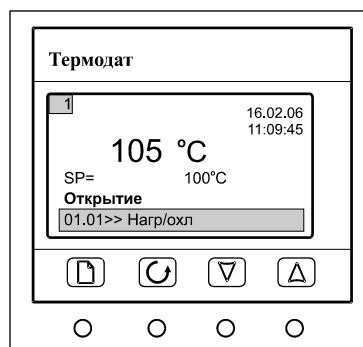 Термодат
1
16.02.06
11:09:45
105 °C
SP= 100°C
Открытие
01.01>> Нагр/охл